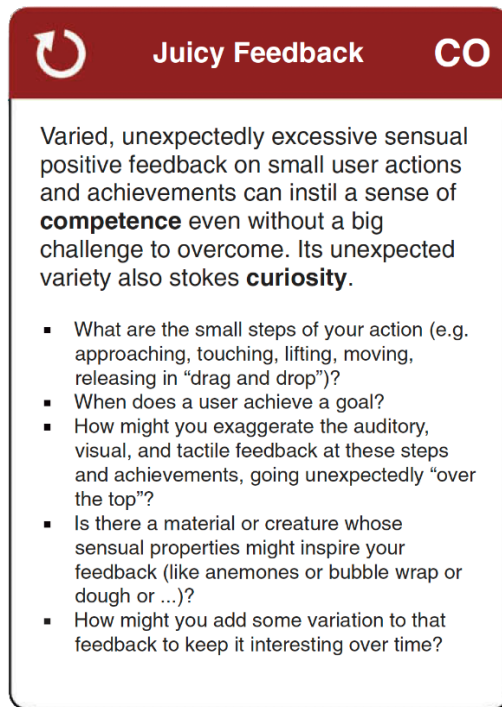 Juicy Feedback
CO
Varied, unexpectedly excessive sensual
positive feedback on small user actions
and achievements can instil a sense of
competence even without a big
challenge to overcome. Its unexpected
variety also stokes curiosity.
▪ What are the small steps of your action (e.g.
approaching, touching, lifting, moving,
releasing in “drag and drop”)?
▪ When does a user achieve a goal?
▪ How might you exaggerate the auditory,
visual, and tactile feedback at these steps
and achievements, going unexpectedly “over
the top”?
▪ Is there a material or creature whose
sensual properties might inspire your
feedback (like anemones or bubble wrap or
dough or ...)?
▪ How might you add some variation to that
feedback to keep it interesting over time?